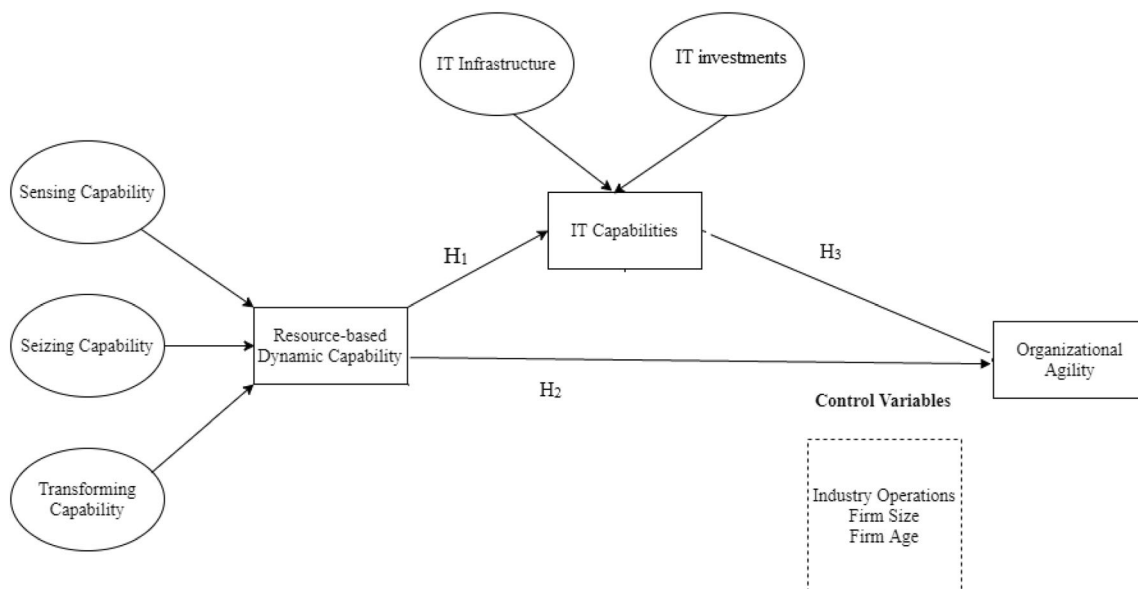 IT Infrastructure
IT investments
Sensing Capability
IT Capabilities
H1
H3
Seizing Capability
Resource-based
Dynamic Capability
Organizational
Agility
H2
Control Variables
Transforming
Capability
Industry Operations
Firm Size
Firm Age